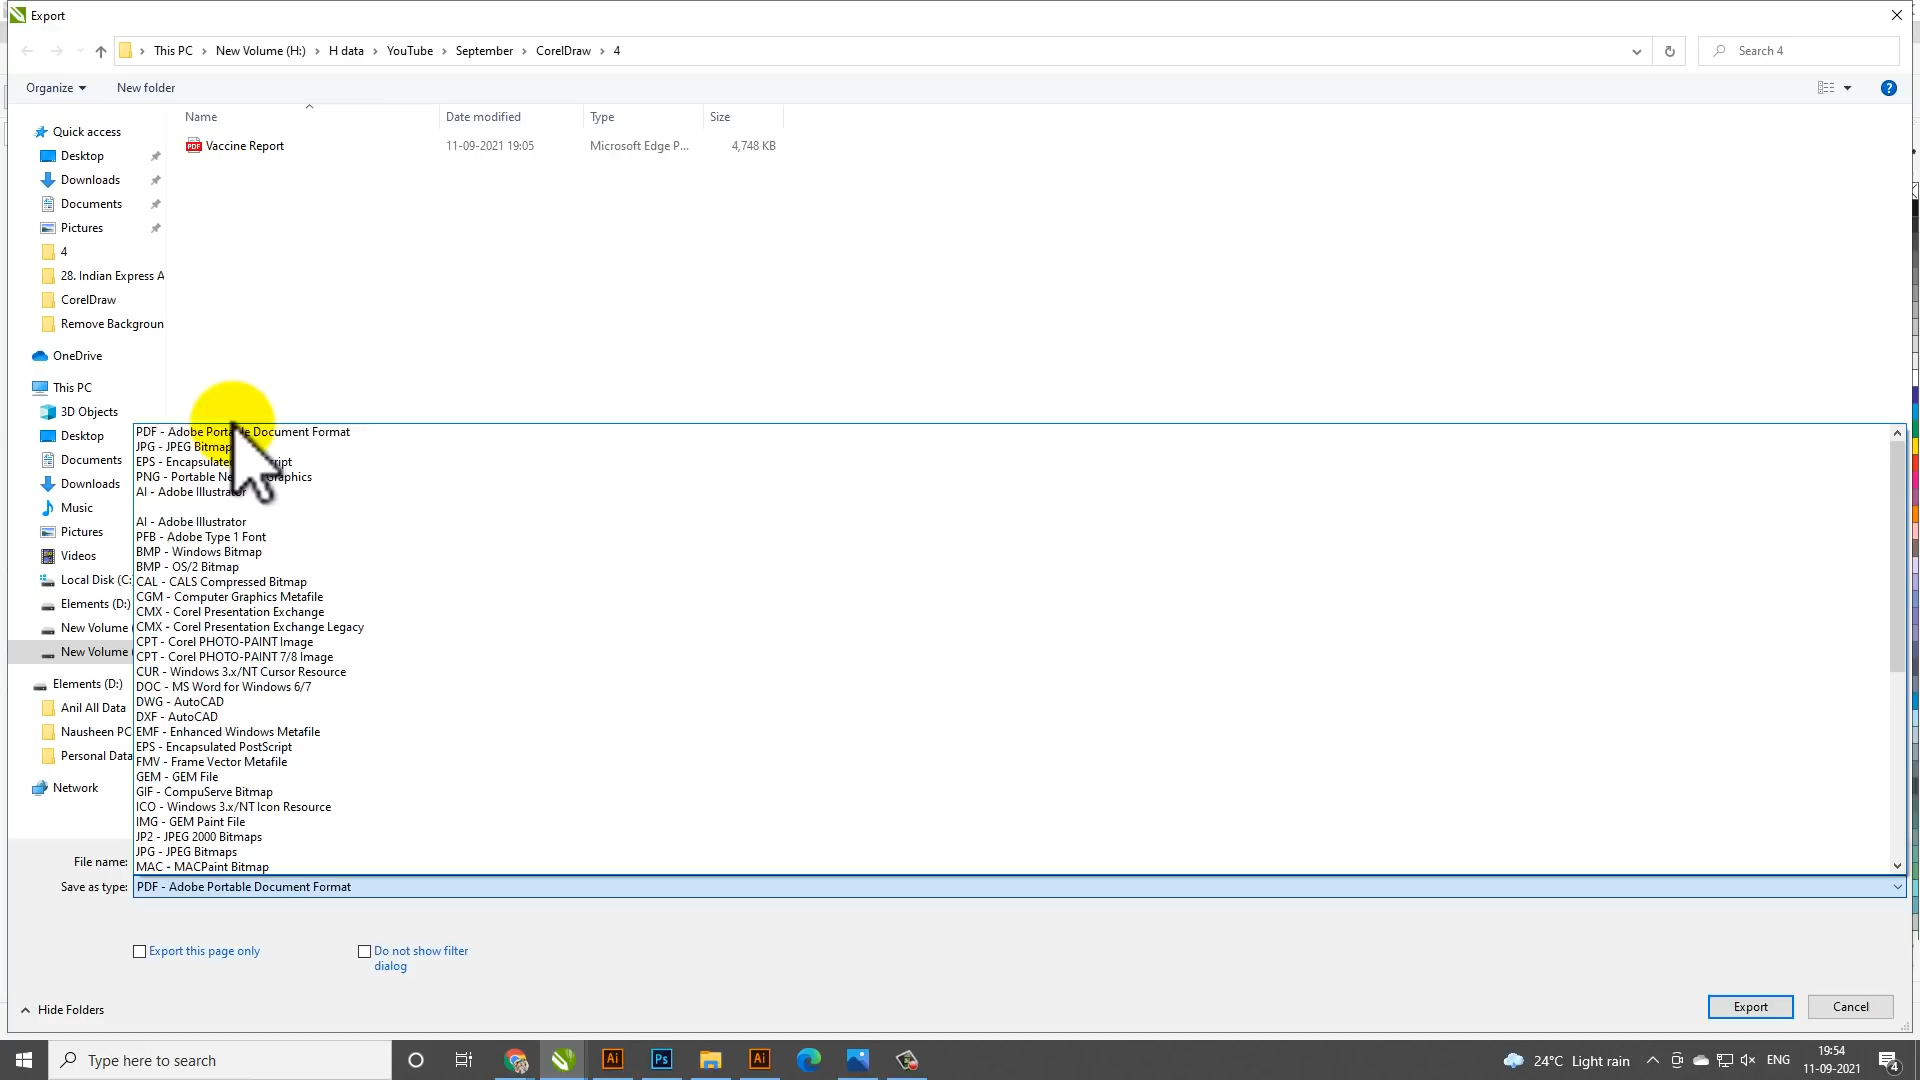 Export
This PC > New Volume (H:) > H data > YouTube > September > CorelDraw > 4
Search 4
Organize
New folder
Name
Date modified
Type
Size
Vaccine Report
11-09-2021 19:05
Microsoft Edge P...
4,748 KB
Quick access
Desktop
Downloads
Documents
Pictures
4
28. Indian Express A
CorelDraw
Remove Backgroun
OneDrive
This PC
3D Objects
Desktop
Documents
Downloads
Music
Pictures
Videos
Local Disk (C:
Elements (D:)
New Volume
New Volume
Elements (D:)
Anil All Data
Nausheen PC
Personal Data
Network
PDF - Adobe Portable Document Format
JPG - JPEG Bitmap
EPS - Encapsulated
PNG - Portable Graphics
AI - Adobe Illustrator
AI - Adobe Illustrator
PFB - Adobe Type 1 Font
BMP - Windows Bitmap
BMP - OS/2 Bitmap
CAL - CALS Compressed Bitmap
CGM - Computer Graphics Metafile
CMX - Corel Presentation Exchange
CMX - Corel Presentation Exchange Legacy
CPT - Corel PHOTO-PAINT Image
CPT - Corel PHOTO-PAINT 7/8 Image
CUR - Windows 3.x/NT Cursor Resource
DOC - MS Word for Windows 6/7
DWG - AutoCAD
DXF - AutoCAD
EMF - Enhanced Windows Metafile
EPS - Encapsulated PostScript
FMV - Frame Vector Metafile
GEM - GEM File
GIF - CompuServe Bitmap
ICO - Windows 3.x/NT Icon Resource
IMG - GEM Paint File
JP2 - JPEG 2000 Bitmaps
JPG - JPEG Bitmaps
MAC - MACPaint Bitmap
File name:
Save as type: PDF - Adobe Portable Document Format
Export this page only
Do not show filter
dialog
Hide Folders
Export
Cancel
Type here to search
Ai
Ps
Ai
24°C Light rain
ENG
19:54
11-09-2021
4